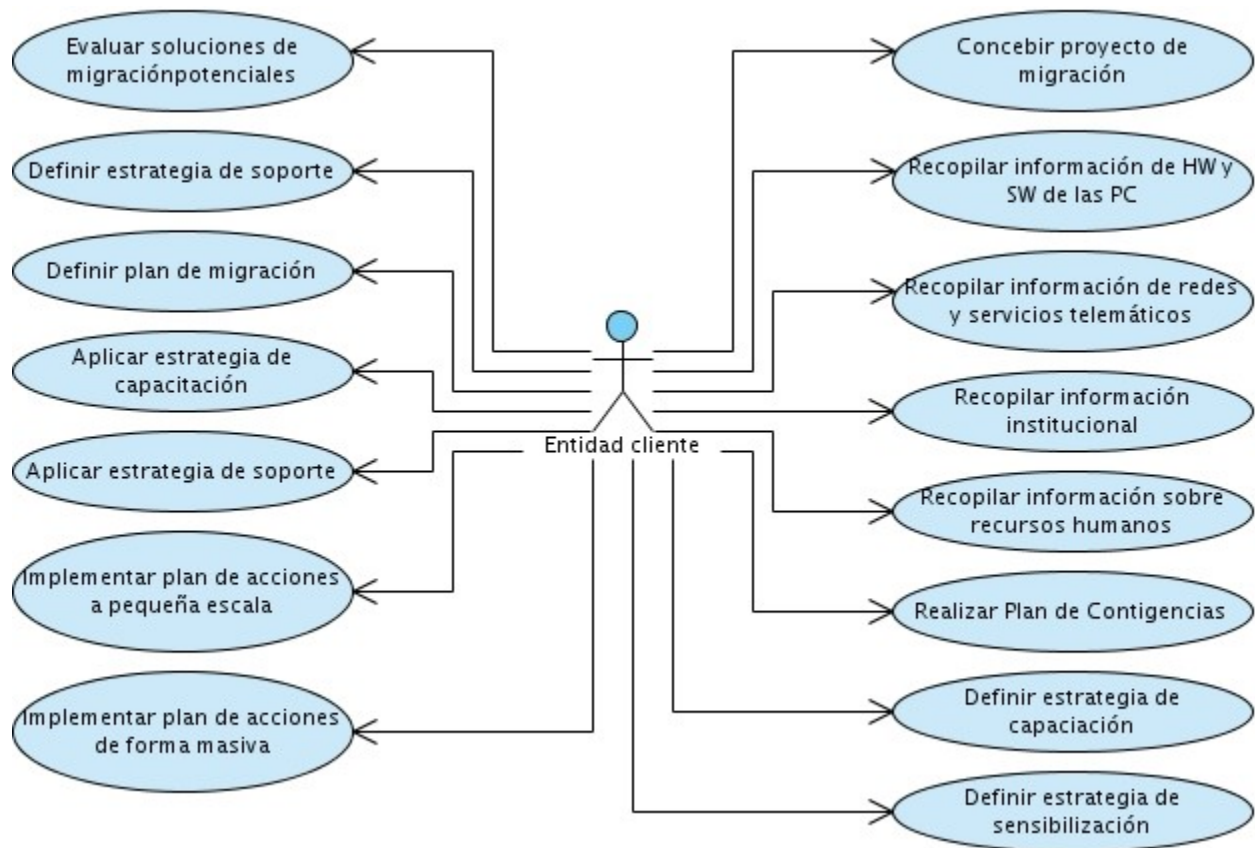 Evaluar soluciones de
migraciónpotenciales
Definir estrategia de soporte
Definir plan de migración
Aplicar estrategia de
capacitación
Aplicar estrategia de soporte
Implementar plan de acciones
a pequeña escala
Implementar plan de acciones
de forma masiva
Entidad cliente
Concebir proyecto de
migración
Recopilar información de HW y
SW de las PC
Recopilar información de redes
y servicios telemáticos
Recopilar información
institucional
Recopilar información sobre
recursos humanos
Realizar Plan de Contigencias
Definir estrategia de
capaciación
Definir estrategia de
sensibilización